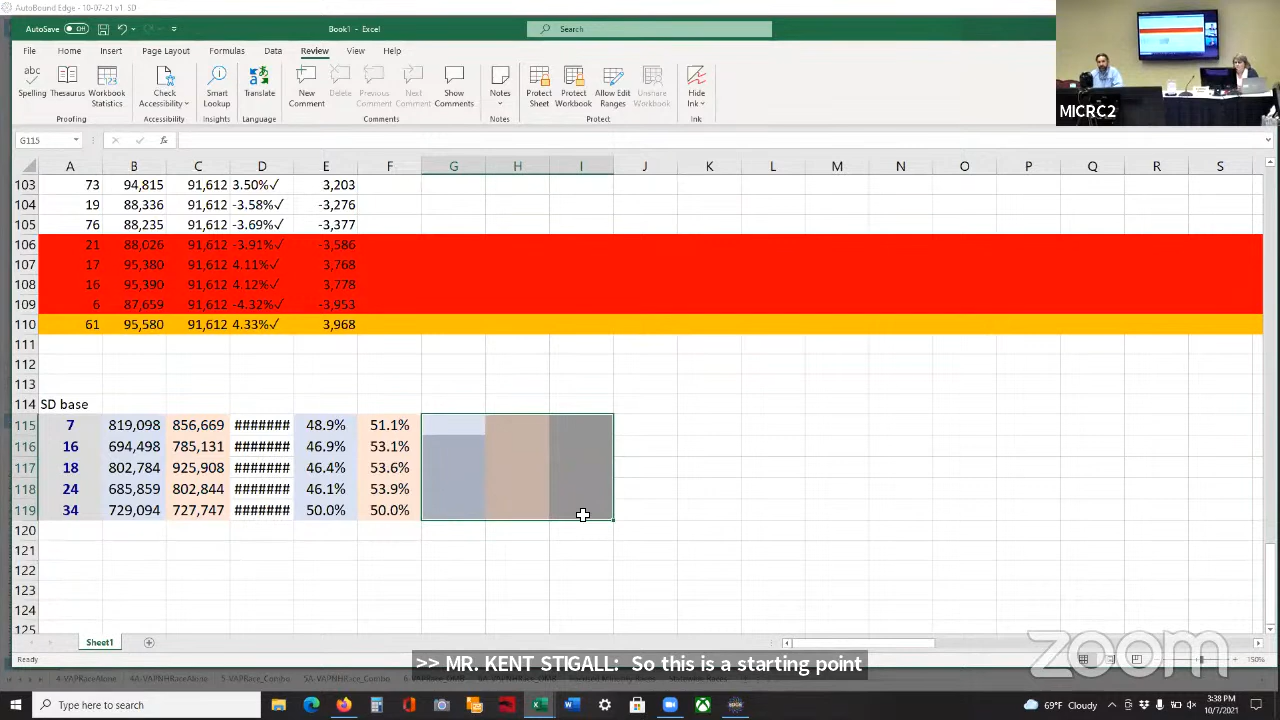 AutoBound Edge - 10-07-21 v1 SD
AutoSave Off Book1 - Excel Search
File Home Insert Page Layout Formulas Data Review View Help
Spelling Thesaurus Workbook Statistics Check Accessibility Smart Lookup Translate New Comment Delete Previous Comment Next Comment Show Comments Notes Protect Sheet Protect Workbook Allow Edit Ranges Unshare Workbook Hide Ink
Proofing Accessibility Insights Language Comments Notes Protect Ink
MICRC2
G115 fx
A B C D E F G H I J K L M N O P Q R S
103 73 94,815 91,612 3.50%✓ 3,203
104 19 88,336 91,612 -3.58%✓ -3,276
105 76 88,235 91,612 -3.69%✓ -3,377
106 21 88,026 91,612 -3.91%✓ -3,586
107 17 95,380 91,612 4.11%✓ 3,768
108 16 95,390 91,612 4.12%✓ 3,778
109 6 87,659 91,612 -4.32%✓ -3,953
110 61 95,580 91,612 4.33%✓ 3,968
111
112
113
114 SD base
115 7 819,098 856,669 ####### 48.9% 51.1%
116 16 694,498 785,131 ####### 46.9% 53.1%
117 18 802,784 925,908 ####### 46.4% 53.6%
118 24 685,859 802,844 ####### 46.1% 53.9%
119 34 729,094 727,747 ####### 50.0% 50.0%
120
121
122
123
124
125
Sheet1
Ready 150%
>> MR. KENT STIGALL: So this is a starting point
zoom
Type here to search 69°F Cloudy 3:38 PM
10/7/2021